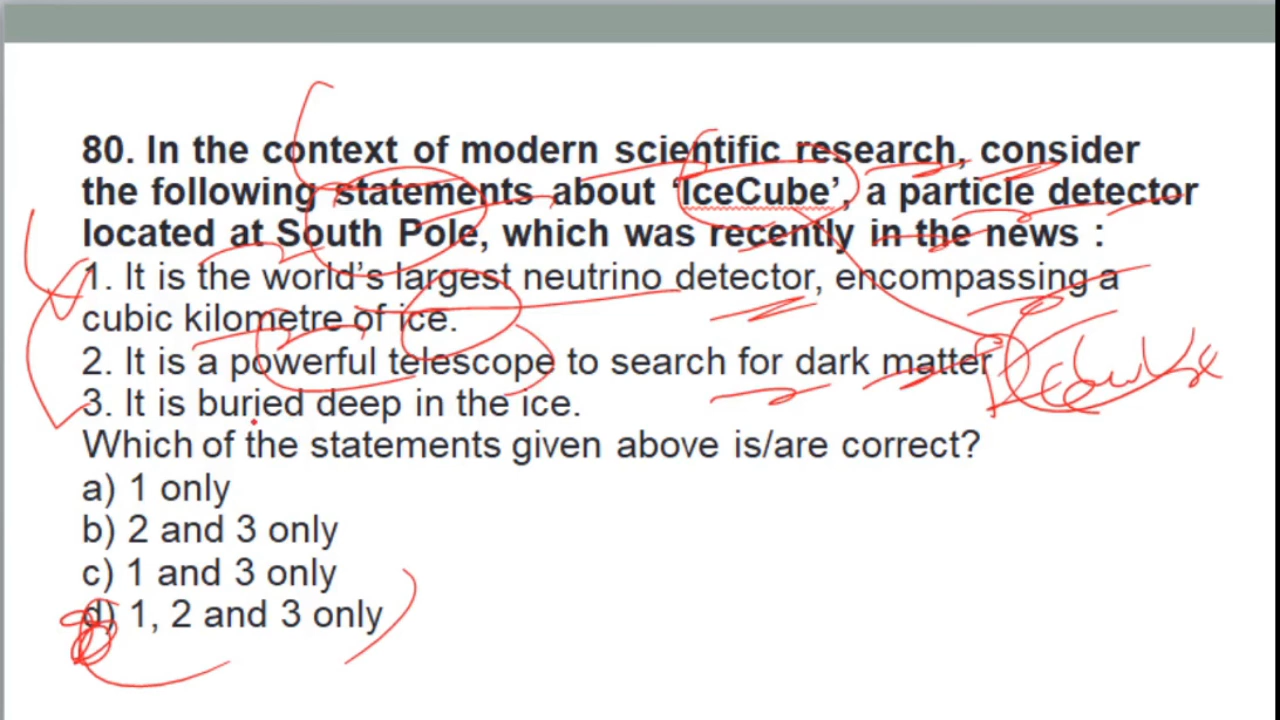 80. In the context of modern scientific research, consider
the following statements about ‘IceCube’, a particle detector
located at South Pole, which was recently in the news :
1. It is the world’s largest neutrino detector, encompassing a
cubic kilometre of ice.
2. It is a powerful telescope to search for dark matter
3. It is buried deep in the ice.
Which of the statements given above is/are correct?
a) 1 only
b) 2 and 3 only
c) 1 and 3 only
d) 1, 2 and 3 only